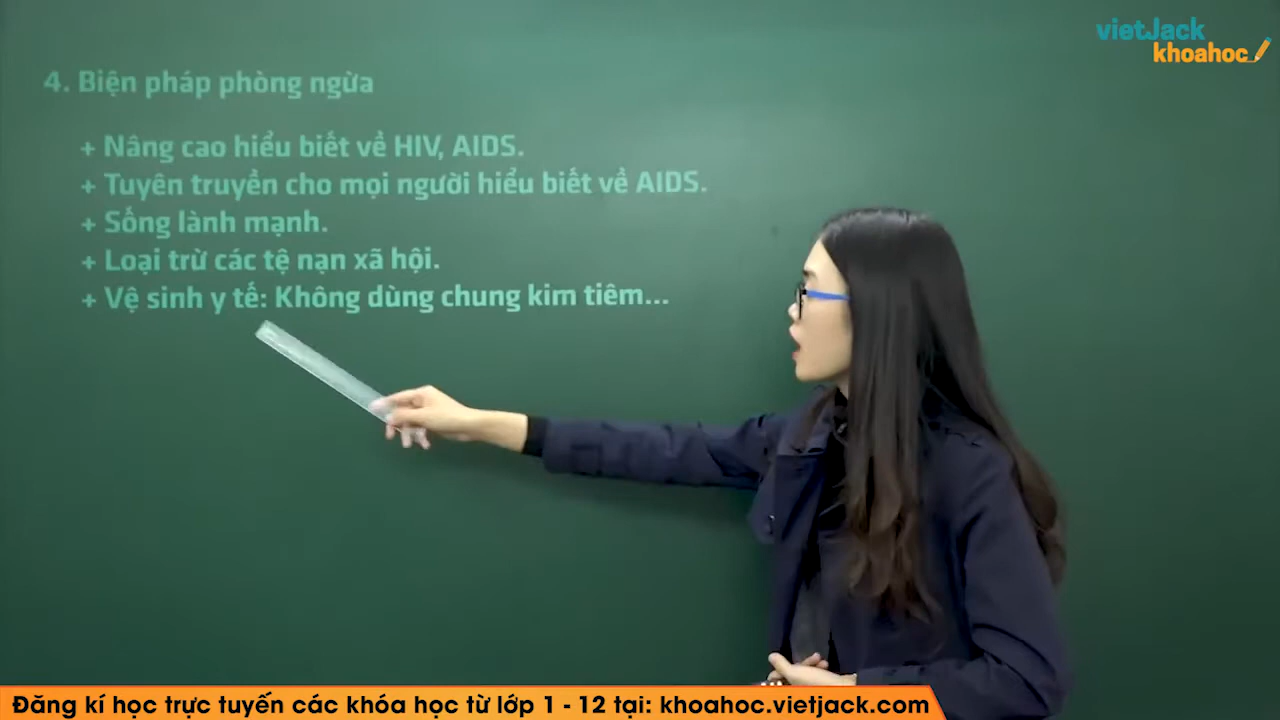 vietJack
khoahoc
4. Biện pháp phòng ngừa
+ Nâng cao hiểu biết về HIV, AIDS.
+ Tuyên truyền cho mọi người hiểu biết về AIDS.
+ Sống lành mạnh.
+ Loại trừ các tệ nạn xã hội.
+ Vệ sinh y tế: Không dùng chung kim tiêm...
Đăng kí học trực tuyến các khóa học từ lớp 1 - 12 tại: khoahoc.vietjack.com